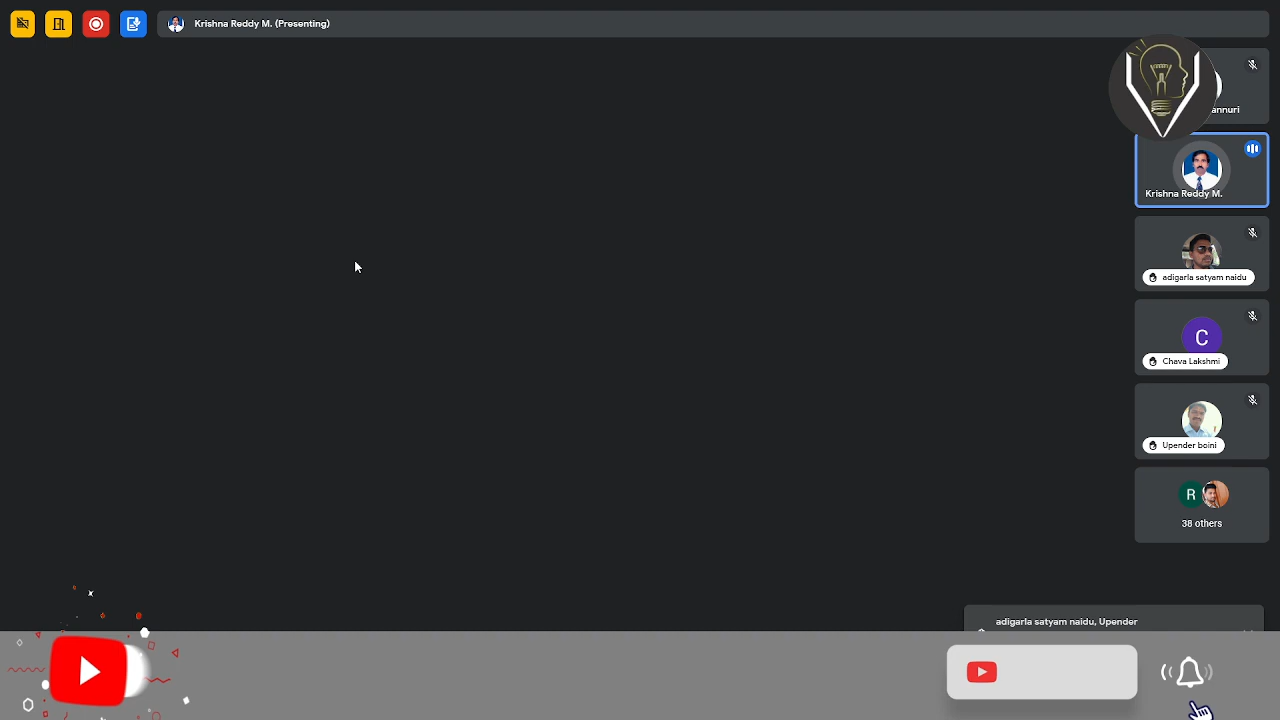 Krishna Reddy M. (Presenting)
annuri
Krishna Reddy M.
adigarla satyam naidu
C
Chava Lakshmi
Upender boini
R
38 others
adigarla satyam naidu, Upender